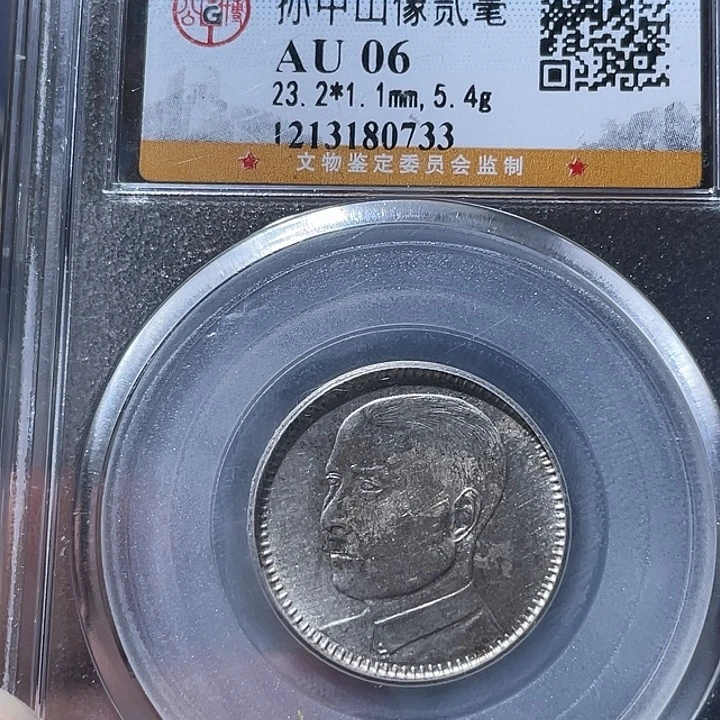 G
孙中山像贰毫
AU 06
23.2*1.1mm,5.4g
1213180733
文物鉴定委员会监制